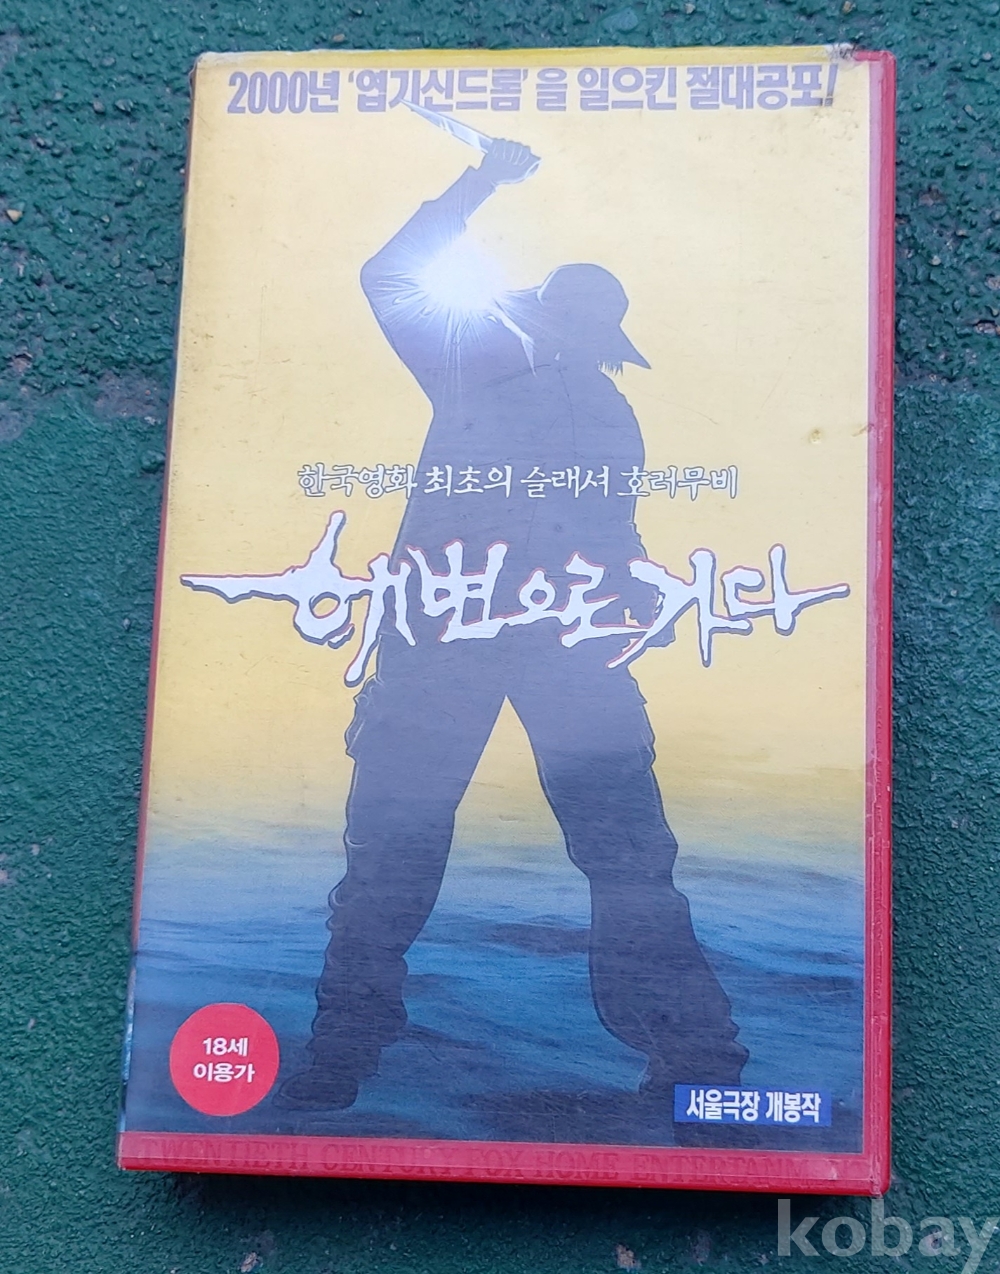 2000년 '엽기신드롬'을 일으킨 절대공포!
한국영화 최초의 슬래셔 호러무비
해변으로 가다
18세
이용가
서울극장 개봉작
TWENTIETH CENTURY FOX HOME ENTERTAINM
kobay